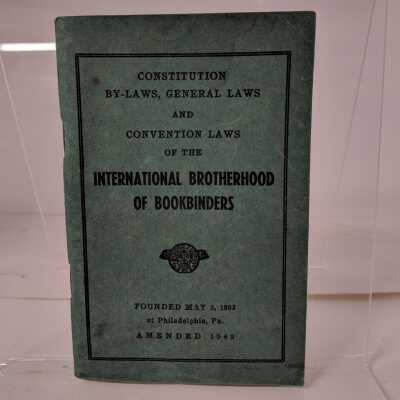 CONSTITUTION
BY-LAWS, GENERAL LAWS
AND
CONVENTION LAWS
OF THE
INTERNATIONAL BROTHERHOOD
OF BOOKBINDERS
FOUNDED MAY 5, 1892
at Philadelphia, Pa.
AMENDED 1949